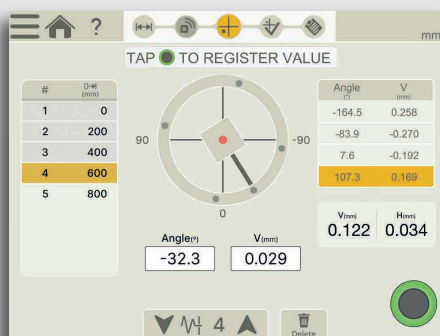 ?
mm
TAP TO REGISTER VALUE
# (mm)
1 0
2 200
3 400
4 600
5 800
90 -90
0
Angle(°) V(mm)
-32.3 0.029
Angle V
(°) (mm)
-164.5 0.258
-83.9 -0.270
7.6 -0.192
107.3 0.169
V(mm) H(mm)
0.122 0.034
4
Delete